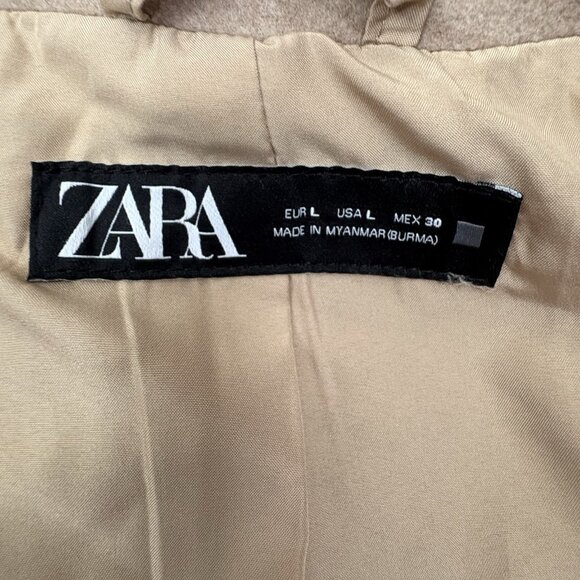 ZARA
EUR L USA L MEX 30
MADE IN MYANMAR(BURMA)